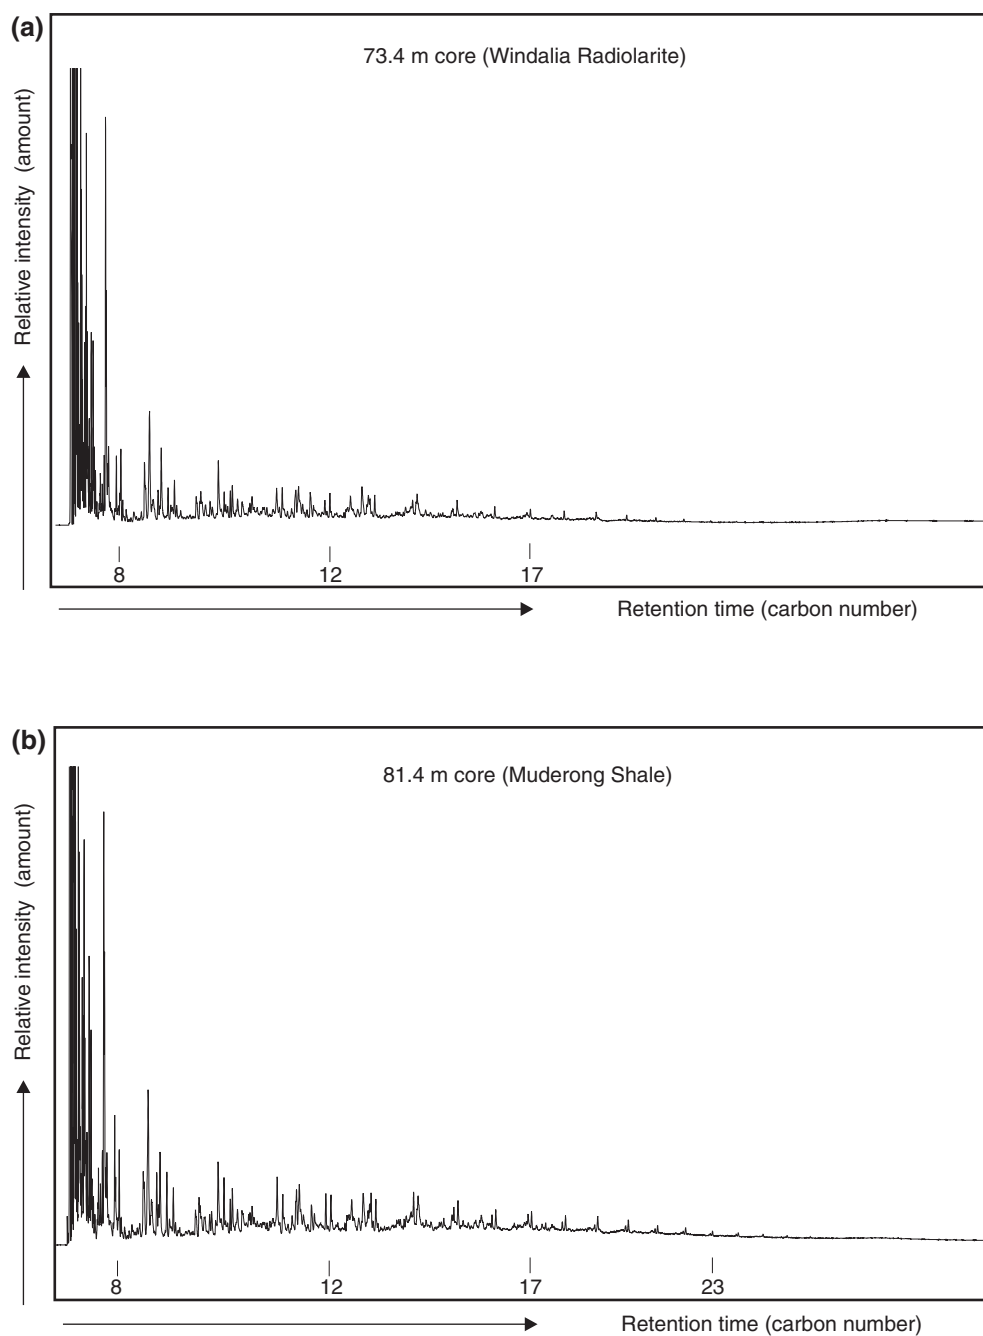 (a)
73.4 m core (Windalia Radiolarite)
Relative intensity (amount)
8 12 17
Retention time (carbon number)
(b)
81.4 m core (Muderong Shale)
Relative intensity (amount)
8 12 17 23
Retention time (carbon number)